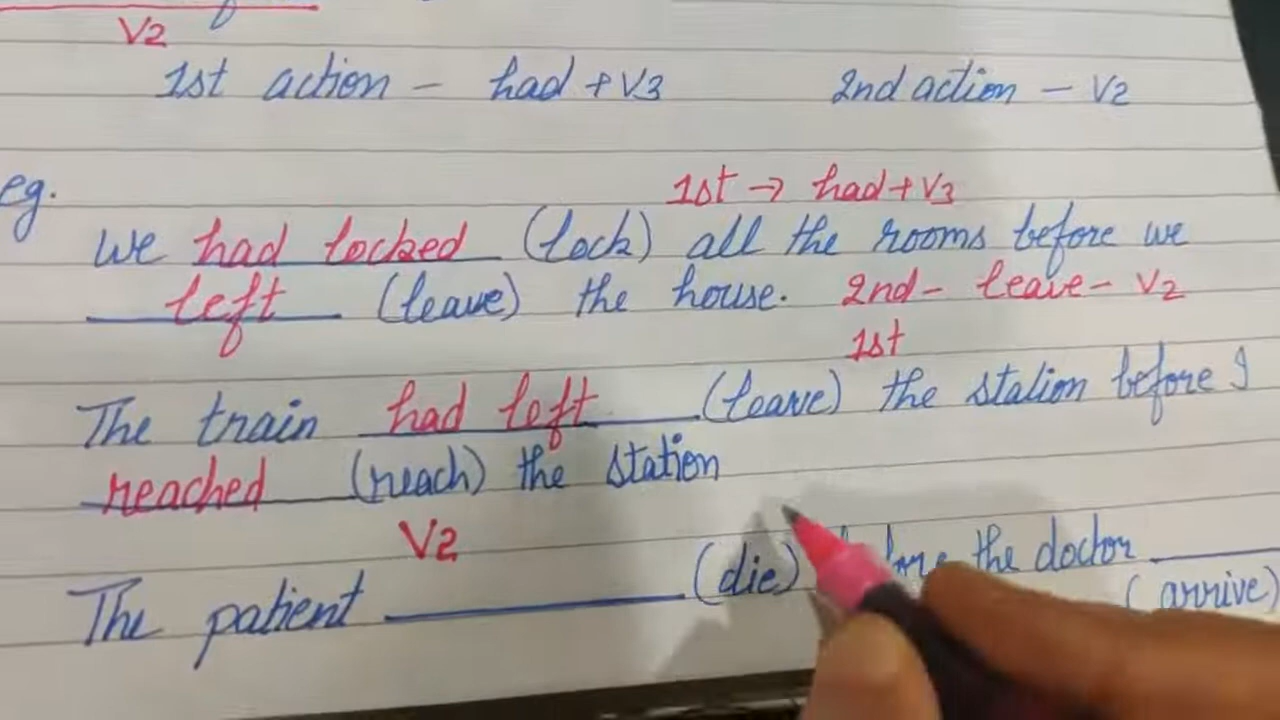 V2
1st action - had + V3 2nd action - V2
eg. 1st → had + V3
We had locked (lock) all the rooms before we
left (leave) the house. 2nd - leave - V2
1st
The train had left (leave) the station before I
reached (reach) the station
V2
The patient (die) the doctor
(arrive)